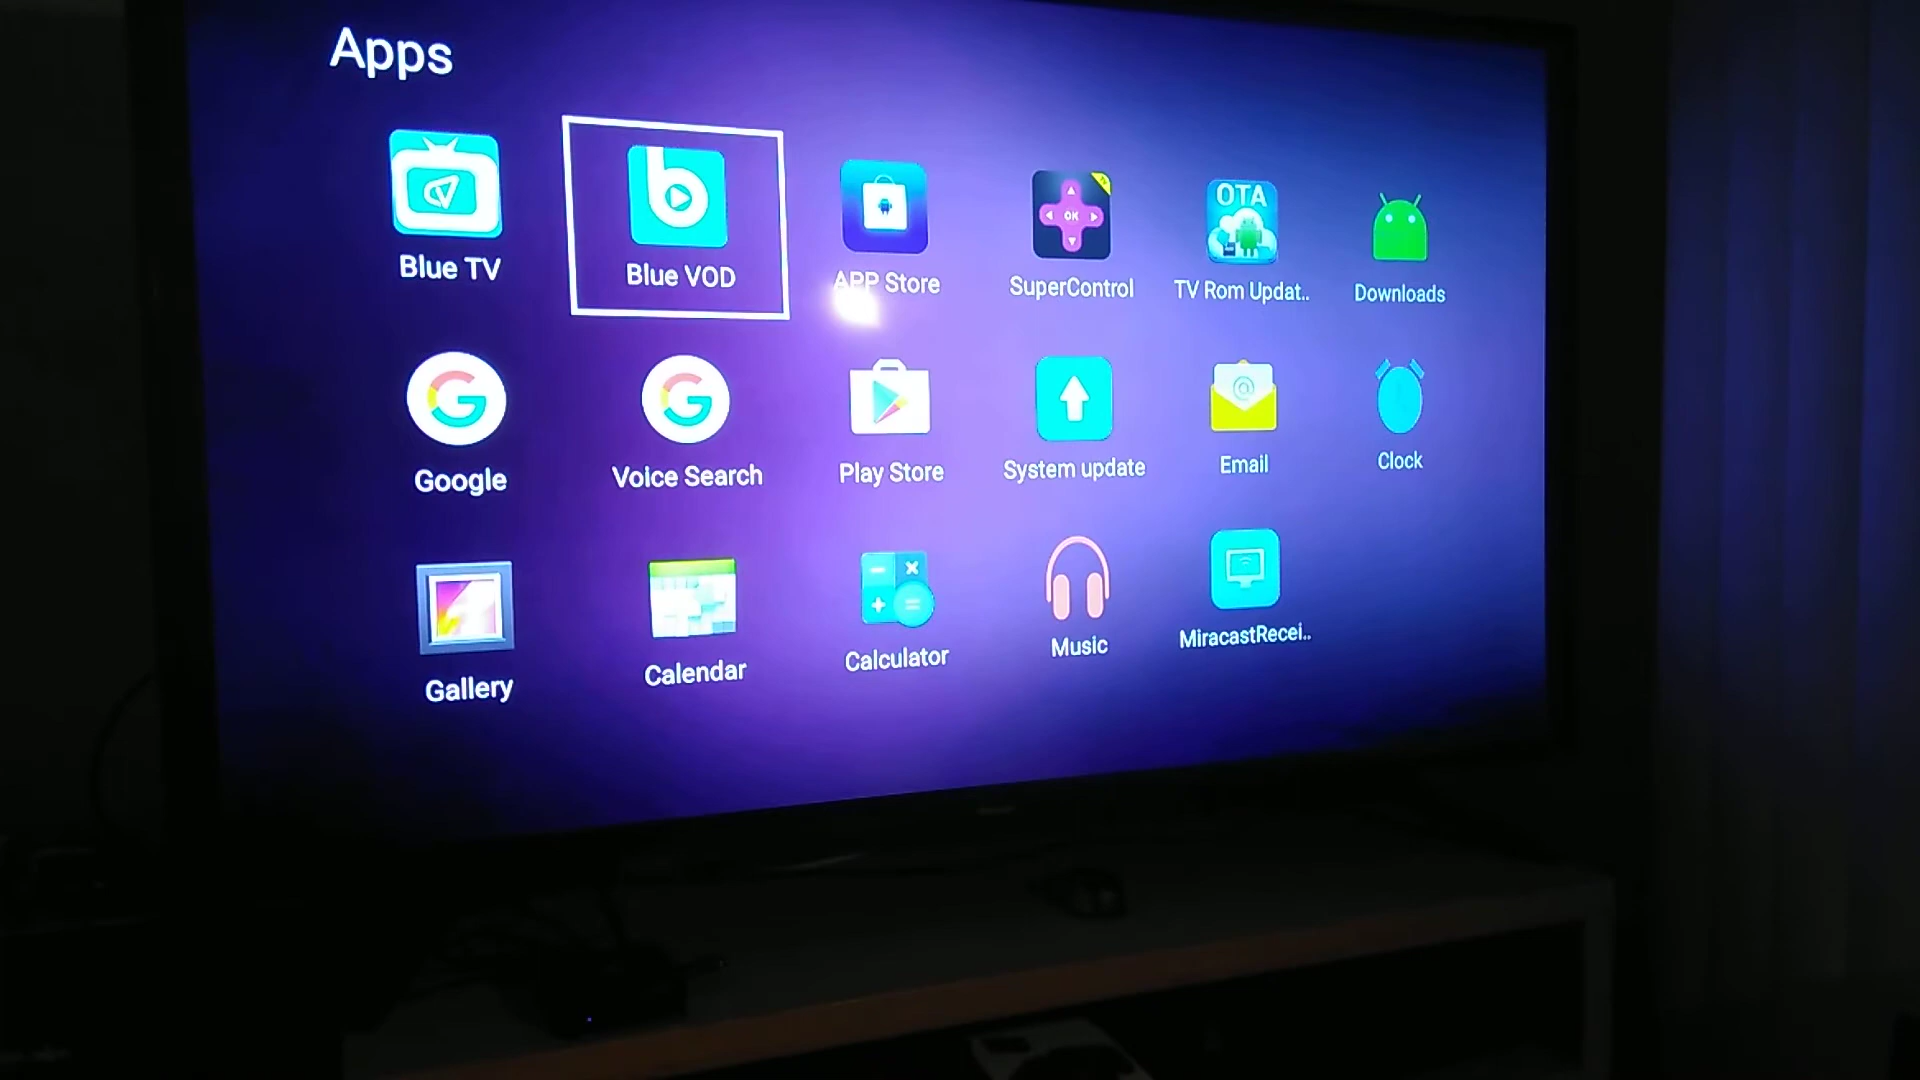 Apps
Blue TV
Blue VOD
APP Store
OK
SuperControl
OTA
TV Rom Updat..
Downloads
Google
Voice Search
Play Store
System update
Email
Clock
Gallery
Calendar
Calculator
Music
MiracastRecei..